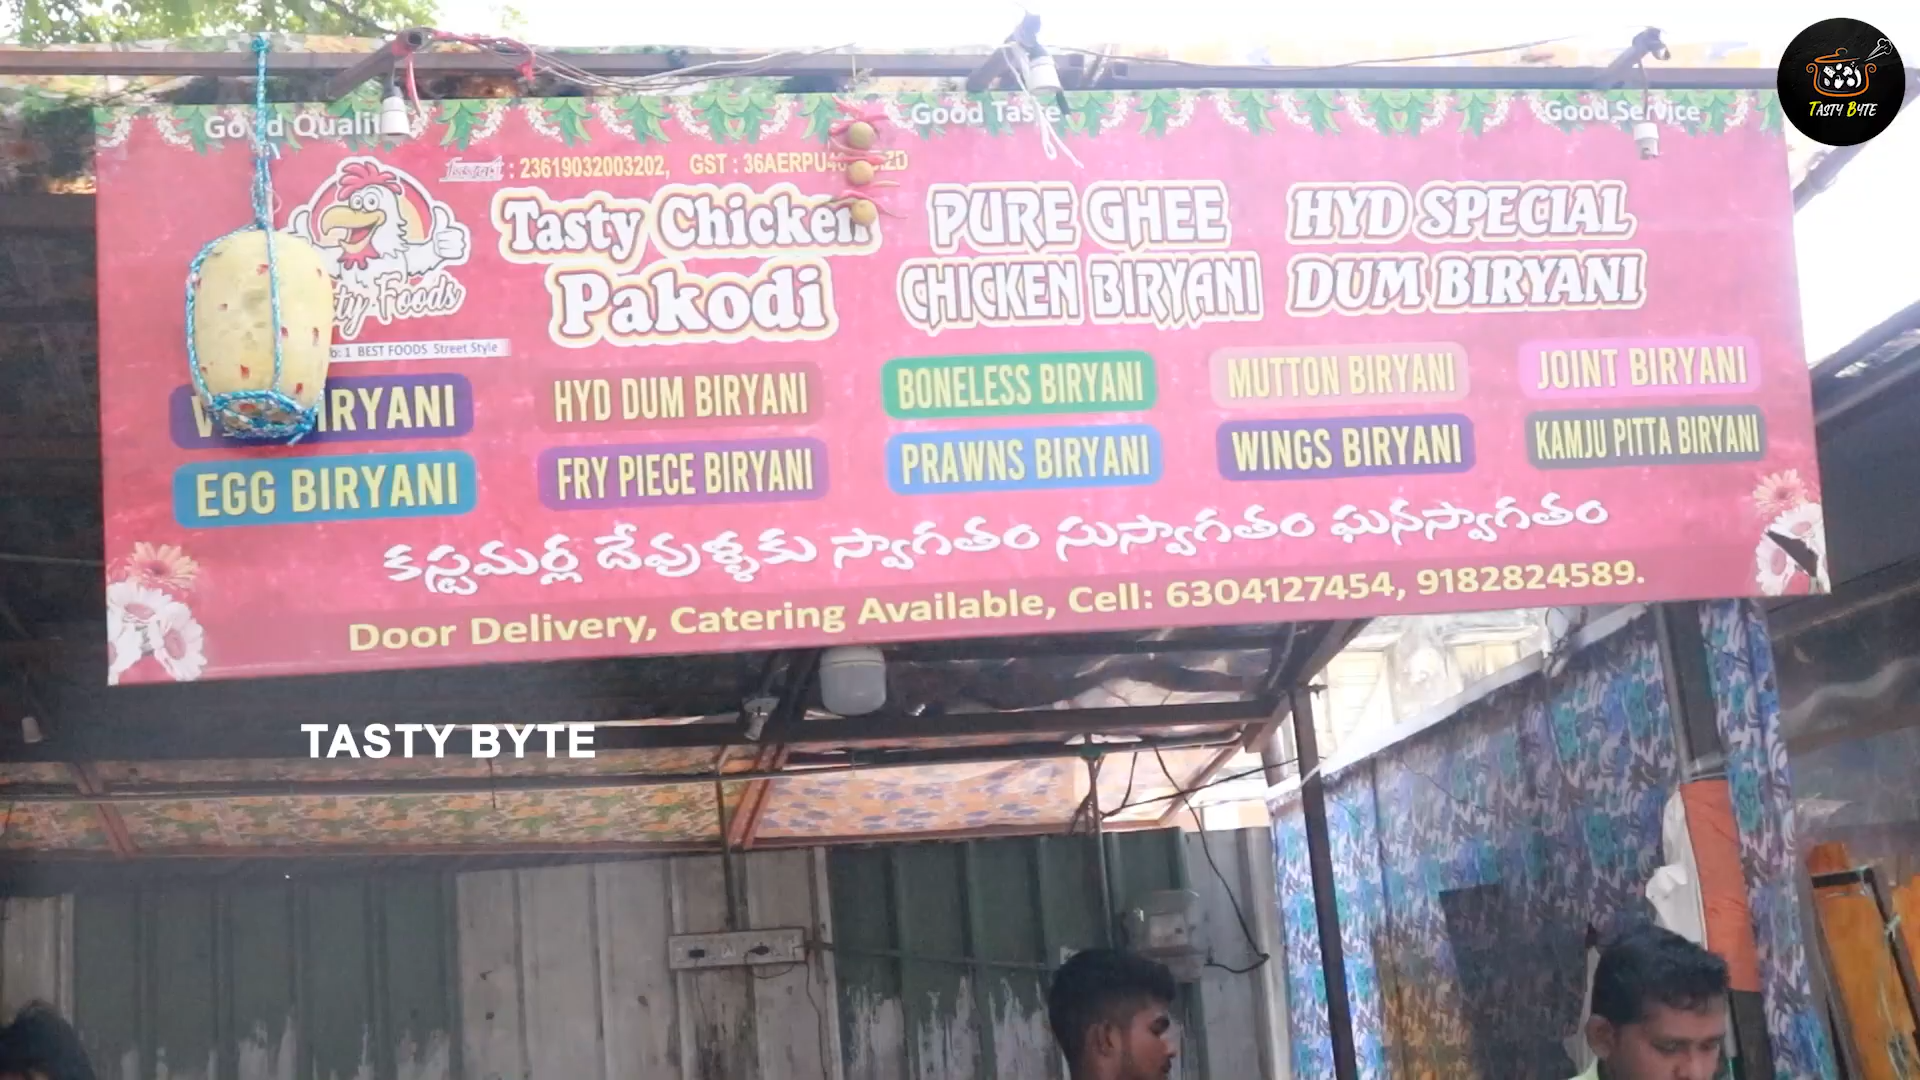 TASTY BYTE
Good Quality Good Taste Good Service
: 23619032003202, GST :
Tasty Chicken
Pakodi
PURE GHEE
CHICKEN BIRYANI
HYD SPECIAL
DUM BIRYANI
Foods
BEST FOODS Street Style
BIRYANI HYD DUM BIRYANI BONELESS BIRYANI MUTTON BIRYANI JOINT BIRYANI
EGG BIRYANI FRY PIECE BIRYANI PRAWNS BIRYANI WINGS BIRYANI KAMJU PITTA BIRYANI
కస్టమర్ల దేవుళ్ళకు స్వాగతం సుస్వాగతం ఘనస్వాగతం
Door Delivery, Catering Available, Cell: 6304127454, 9182824589.
TASTY BYTE